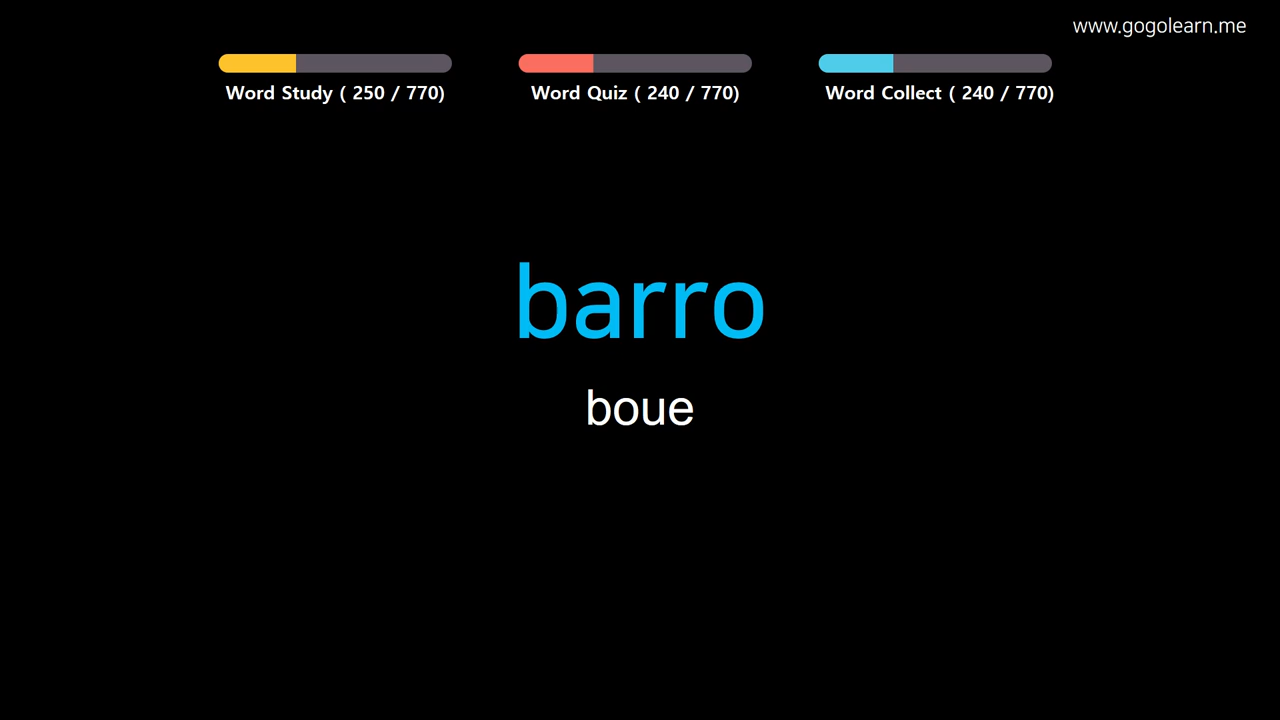 www.gogolearn.me
Word Study ( 250 / 770)
Word Quiz ( 240 / 770)
Word Collect ( 240 / 770)
barro
boue